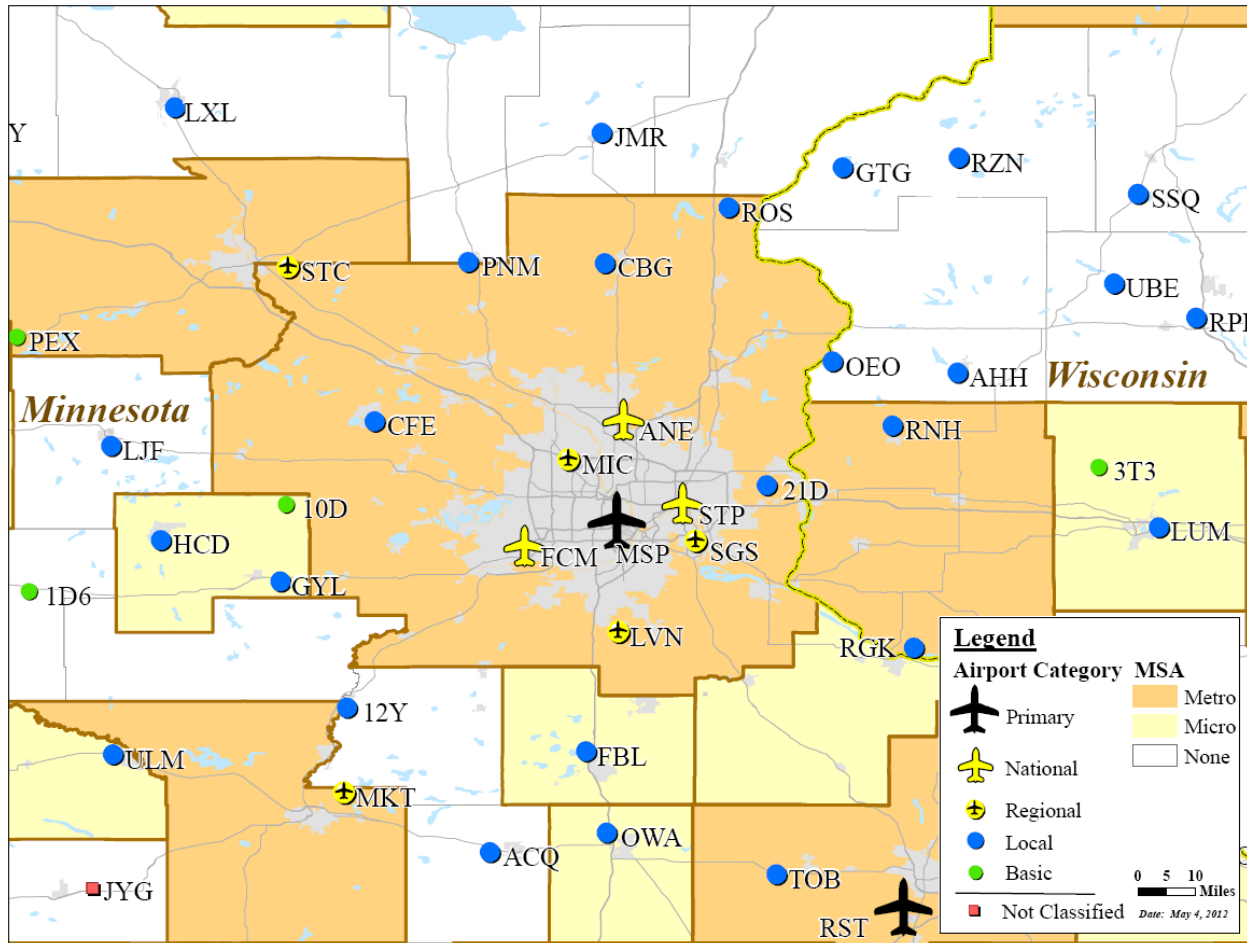 LXL
Y
JMR
GTG
RZN
SSQ
ROS
STC
PNM
CBG
UBE
RPD
PEX
OEO
AHH
Wisconsin
Minnesota
CFE
ANE
RNH
LJF
MIC
3T3
21D
10D
STP
LUM
HCD
FCM
MSP
SGS
GYL
1D6
LVN
RGK
12Y
ULM
FBL
MKT
OWA
ACQ
TOB
JYG
RST
Legend
Airport Category MSA
Primary
Metro
Micro
None
National
Regional
Local
Basic
0 5 10
Miles
Not Classified
Date: May 4, 2012